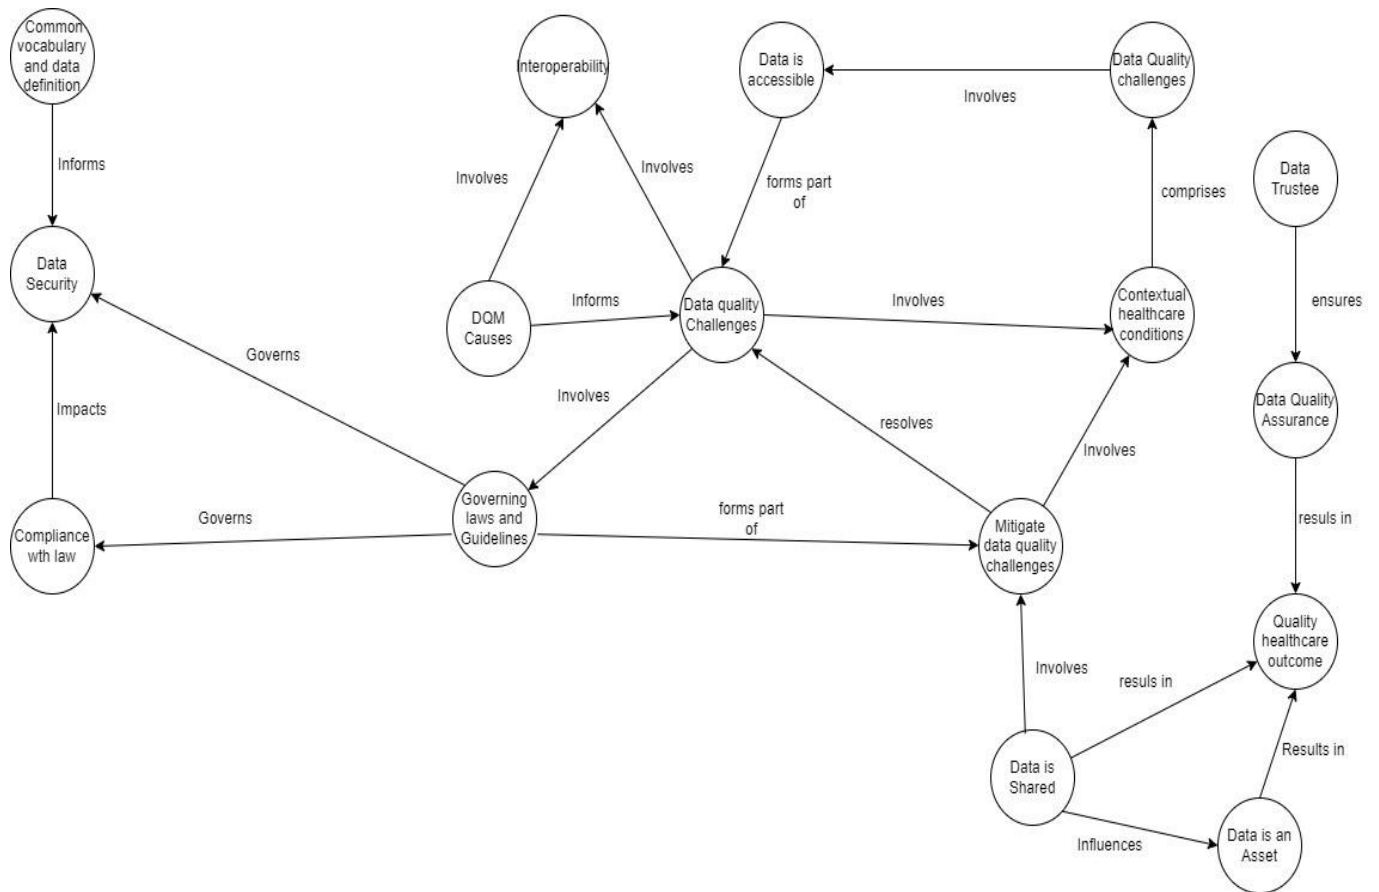 Common
vocabulary
and data
definition
Interoperability
Data is
accessible
Data Quality
challenges
Involves
Informs
Involves
Involves
forms part
of
comprises
Data
Trustee
Data
Security
DQM
Causes
Informs
Data quality
Challenges
Involves
Contextual
healthcare
conditions
ensures
Governs
Impacts
Involves
resolves
Involves
Data Quality
Assurance
Governing
laws and
Guidelines
Compliance
wth law
Governs
forms part
of
Mitigate
data quality
challenges
resuls in
Quality
healthcare
outcome
Involves
resuls in
Data is
Shared
Results in
Influences
Data is an
Asset